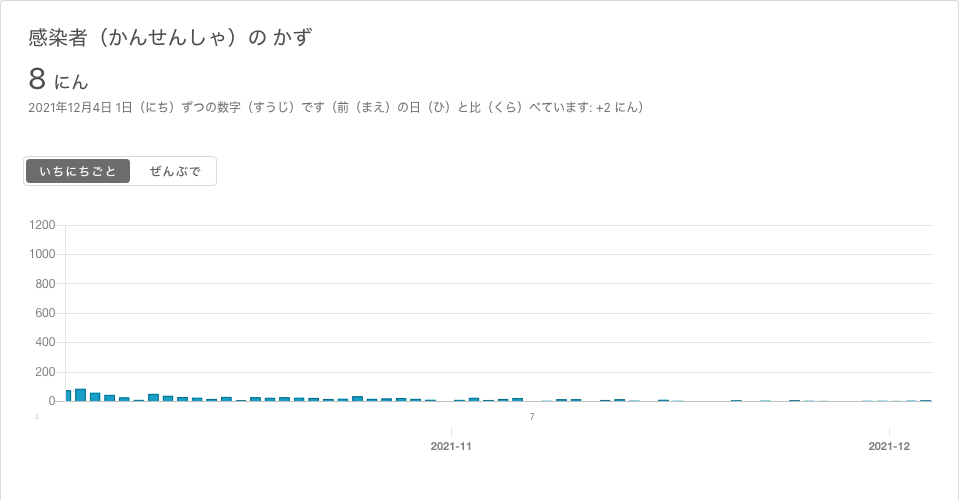 感染者（かんせんしゃ）の かず
8 にん
2021年12月4日 1日（にち）ずつの数字（すうじ）です（前（まえ）の日（ひ）と比（くら）べています: +2 にん）
いちにちごと ぜんぶで
1200
1000
800
600
400
200
0
4 7
2021-11 2021-12